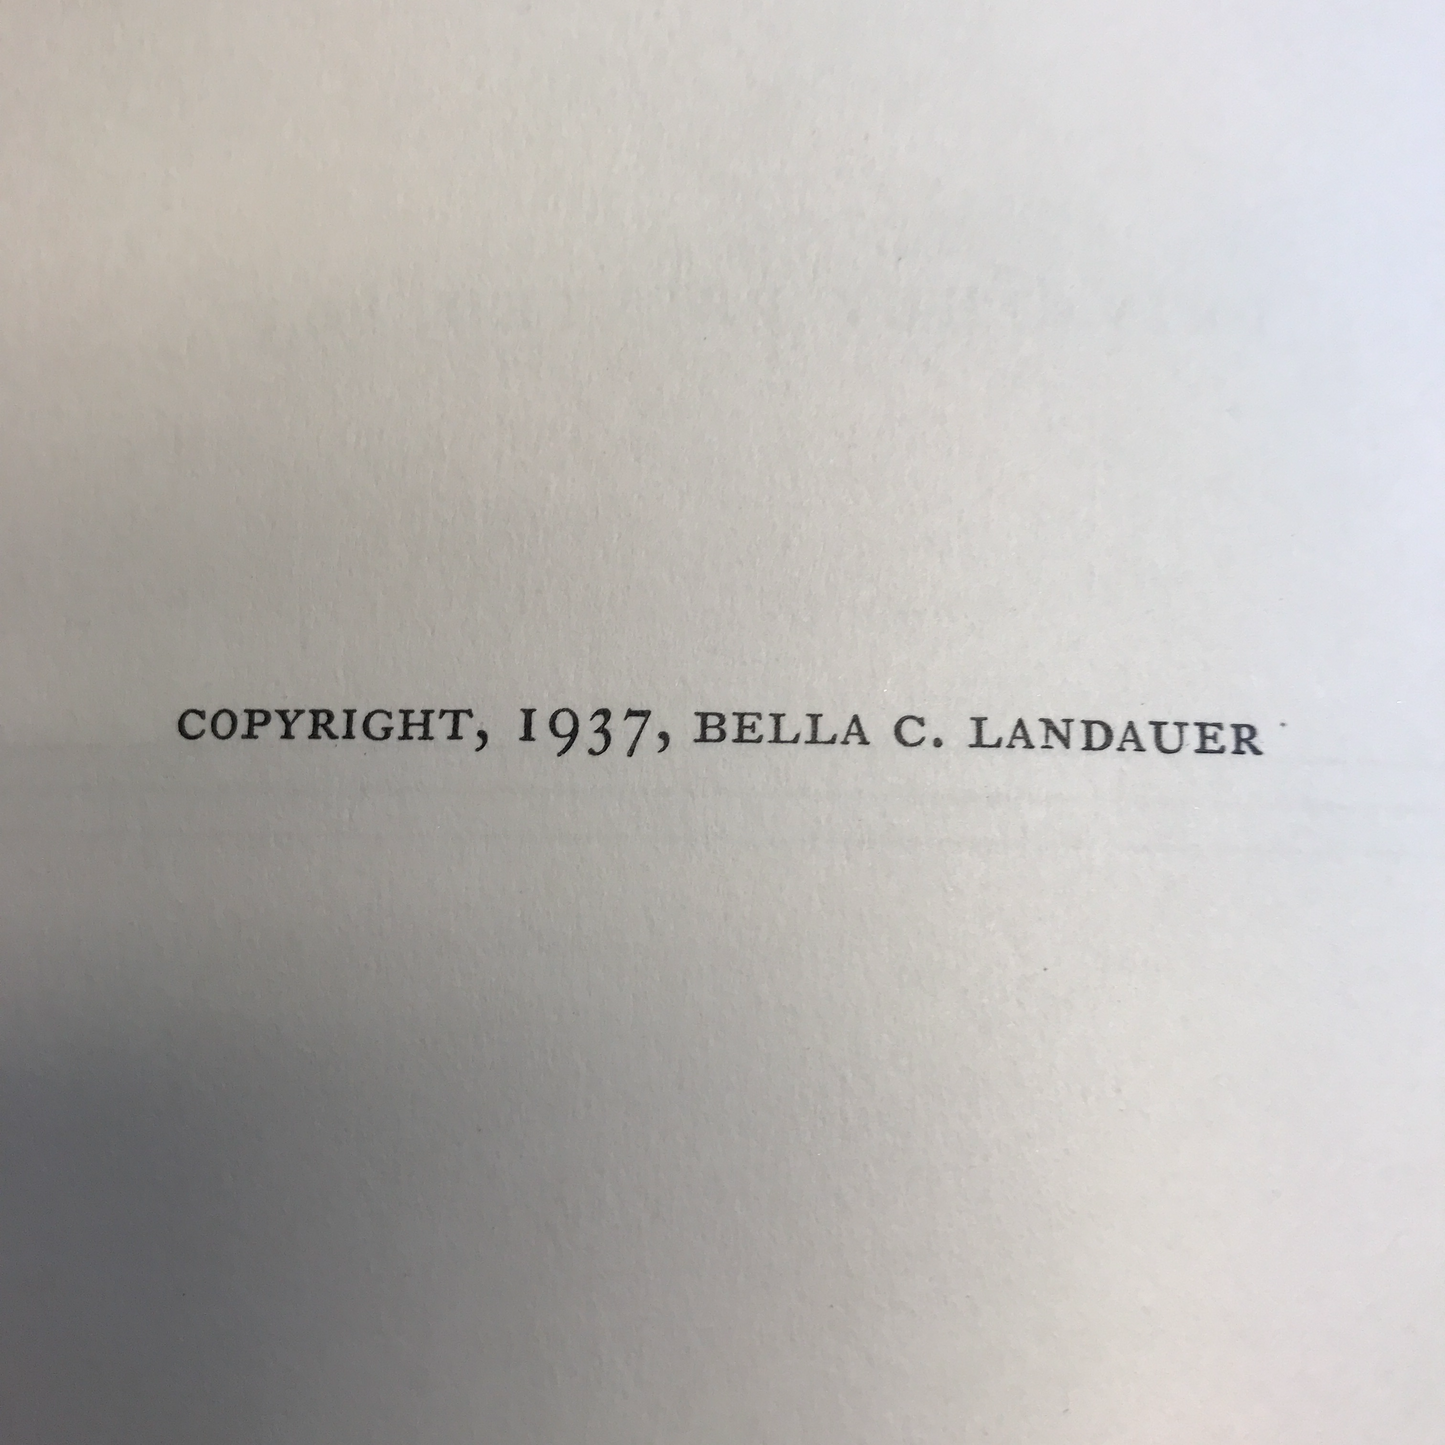 COPYRIGHT, 1937, BELLA C. LANDAUER